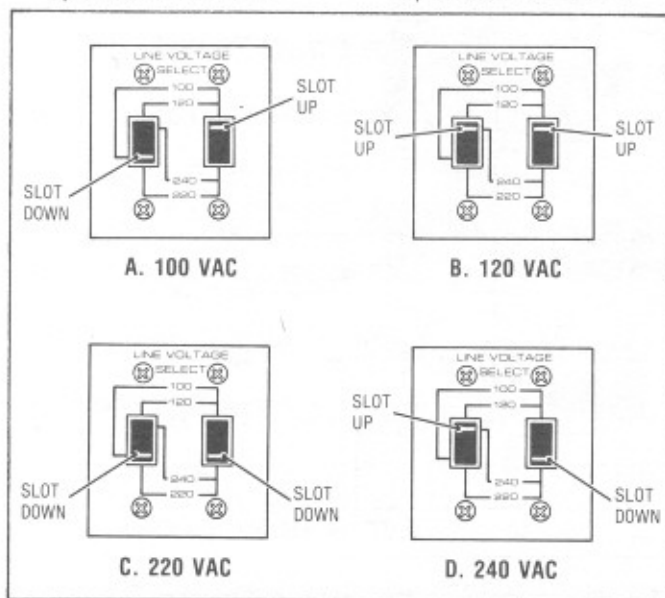 LINE VOLTAGE
SELECT
100
120
240
220
SLOT
UP
SLOT
DOWN
A. 100 VAC
LINE VOLTAGE
SELECT
100
120
240
220
SLOT
UP
SLOT
UP
B. 120 VAC
LINE VOLTAGE
SELECT
100
120
240
220
SLOT
DOWN
SLOT
DOWN
C. 220 VAC
LINE VOLTAGE
SELECT
100
120
240
220
SLOT
UP
SLOT
DOWN
D. 240 VAC